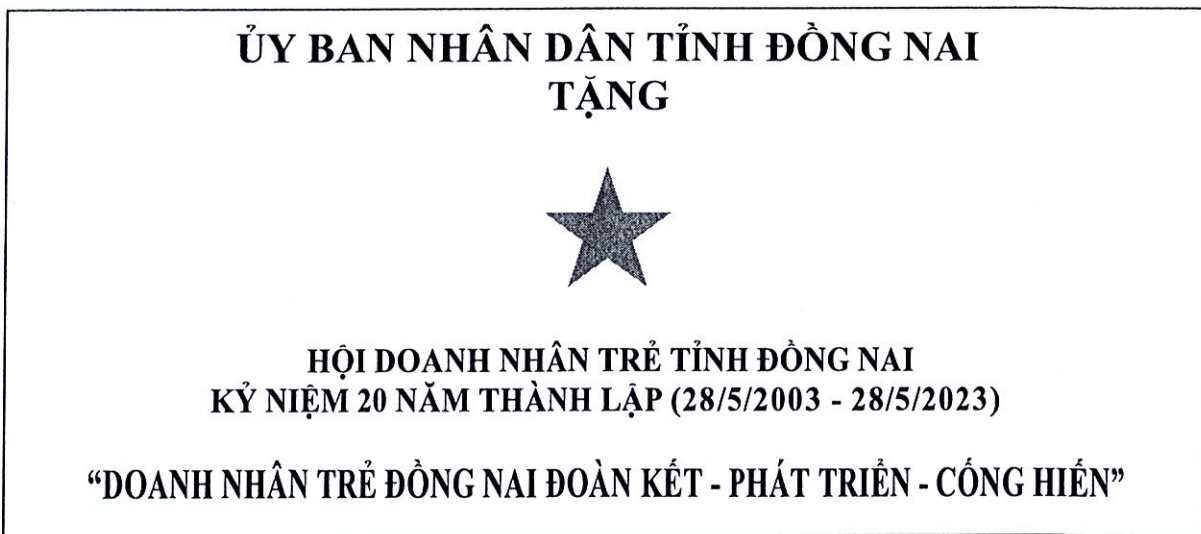 ỦY BAN NHÂN DÂN TỈNH ĐỒNG NAI
TẶNG
HỘI DOANH NHÂN TRẺ TỈNH ĐỒNG NAI
KỶ NIỆM 20 NĂM THÀNH LẬP (28/5/2003 - 28/5/2023)
“DOANH NHÂN TRẺ ĐỒNG NAI ĐOÀN KẾT - PHÁT TRIỂN - CỐNG HIẾN”